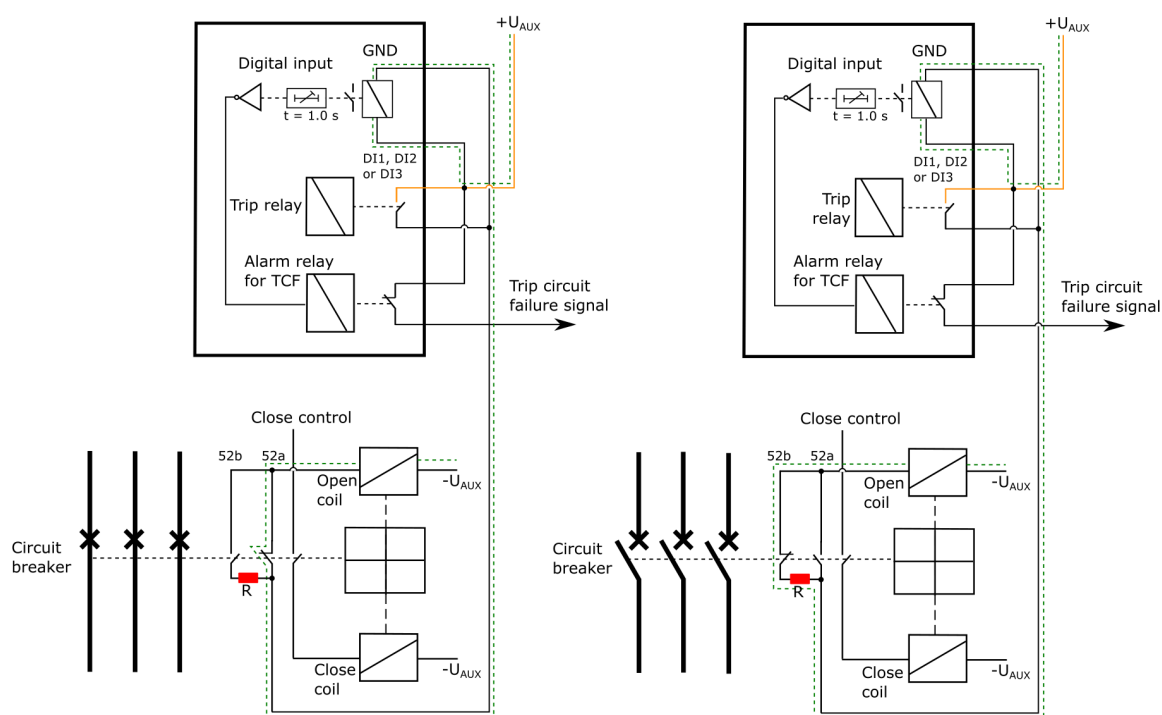 +UAUX
GND
Digital input
t = 1.0 s
DI1, DI2
or DI3
Trip relay
Alarm relay
for TCF
Trip circuit
failure signal
Close control
52b
52a
Open
coil
-UAUX
Circuit
breaker
R
Close
coil
-UAUX
+UAUX
GND
Digital input
t = 1.0 s
DI1, DI2
or DI3
Trip
relay
Alarm relay
for TCF
Trip circuit
failure signal
Close control
52b
52a
Open
coil
-UAUX
Circuit
breaker
R
Close
coil
-UAUX